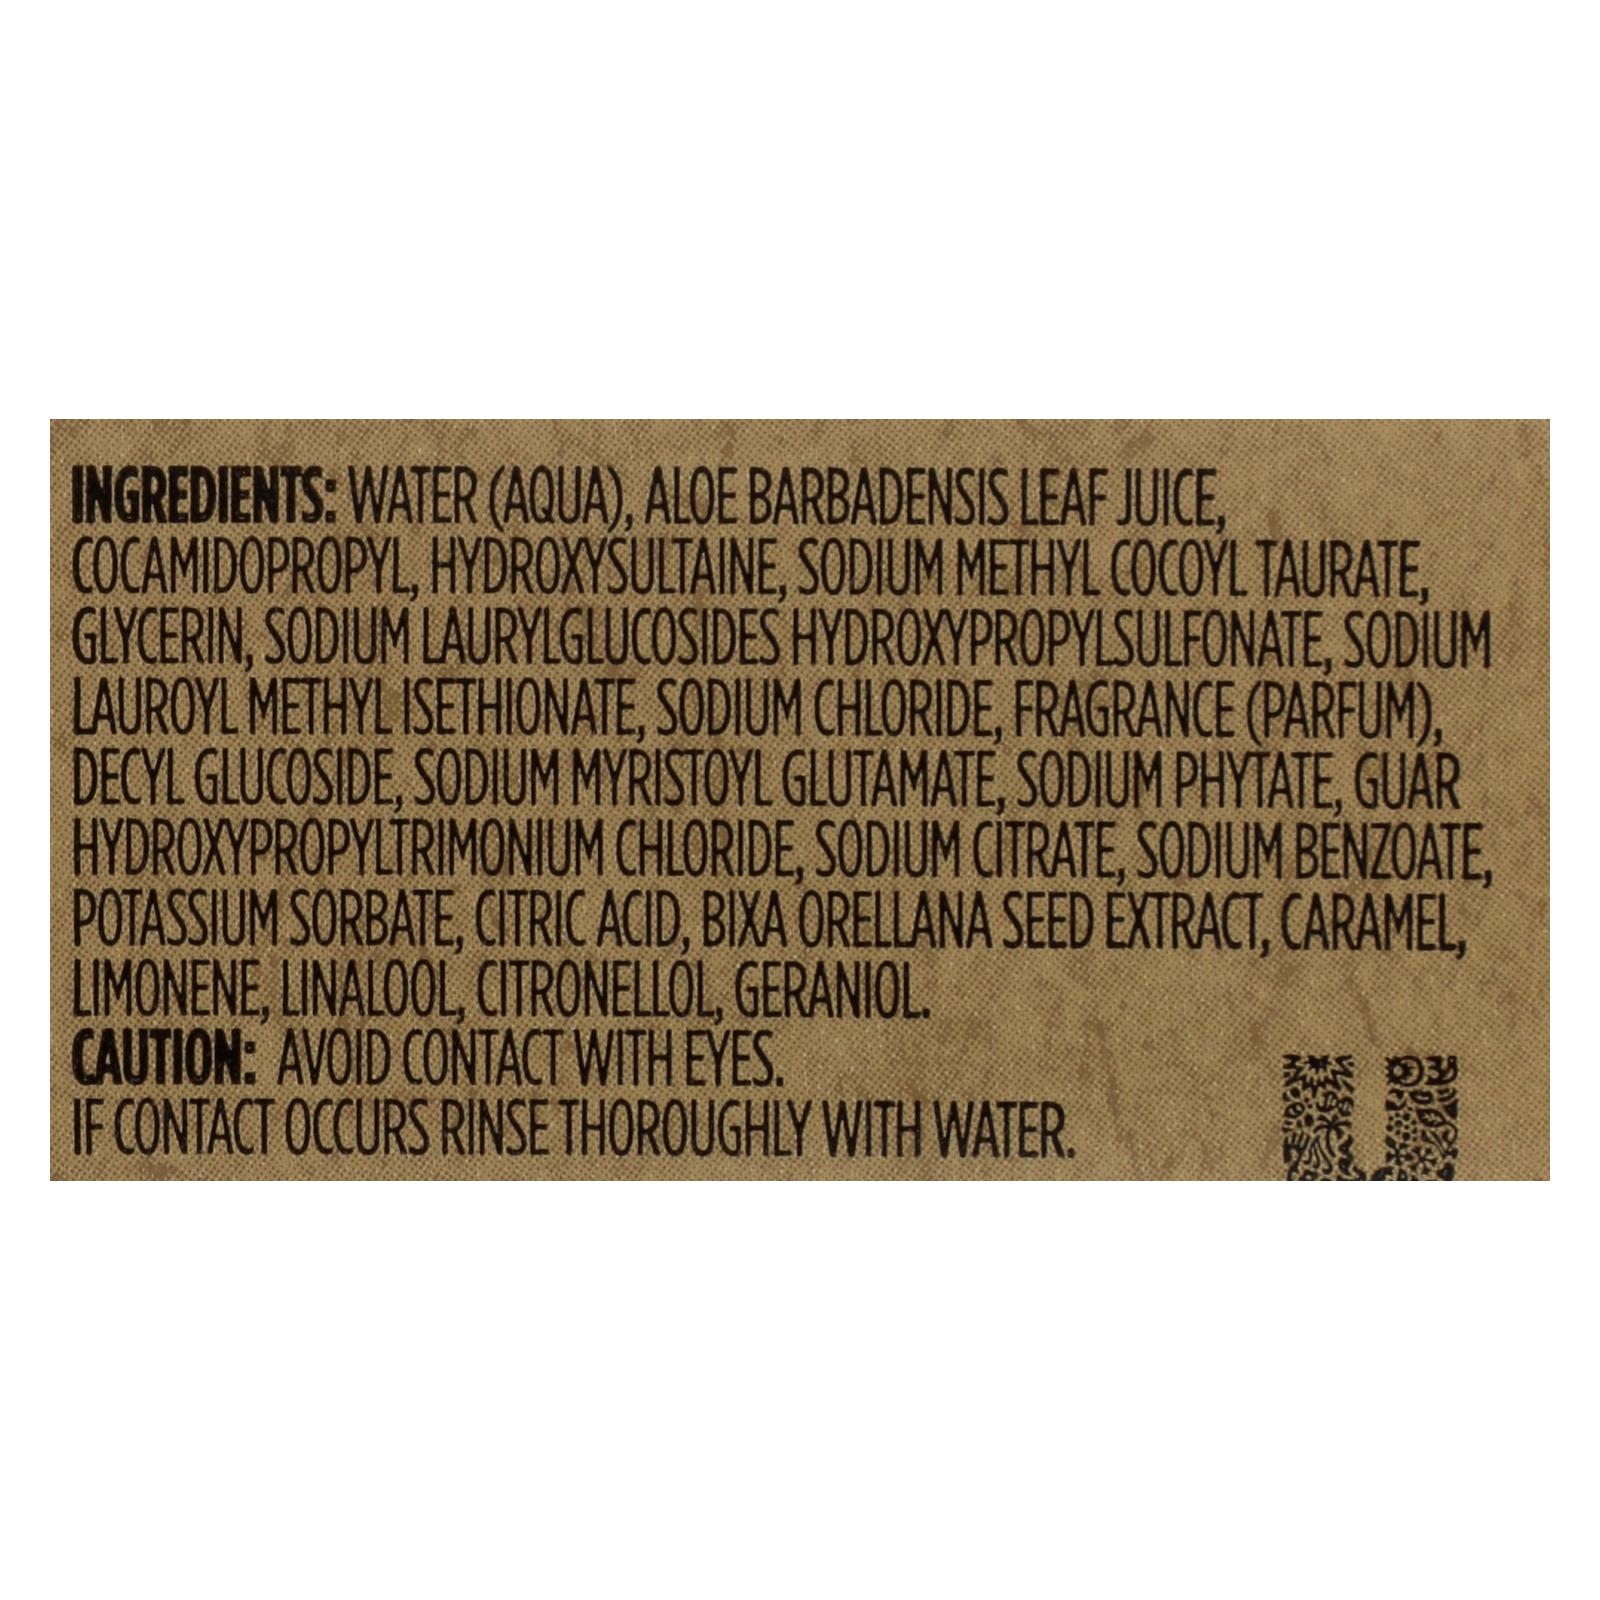 INGREDIENTS: WATER (AQUA), ALOE BARBADENSIS LEAF JUICE,
COCAMIDOPROPYL, HYDROXYSULTAINE, SODIUM METHYL COCOYL TAURATE,
GLYCERIN, SODIUM LAURYLGLUCOSIDES HYDROXYPROPYLSULFONATE, SODIUM
LAUROYL METHYL ISETHIONATE, SODIUM CHLORIDE, FRAGRANCE (PARFUM),
DECYL GLUCOSIDE, SODIUM MYRISTOYL GLUTAMATE, SODIUM PHYTATE, GUAR
HYDROXYPROPYLTRIMONIUM CHLORIDE, SODIUM CITRATE, SODIUM BENZOATE,
POTASSIUM SORBATE, CITRIC ACID, BIXA ORELLANA SEED EXTRACT, CARAMEL,
LIMONENE, LINALOOL, CITRONELLOL, GERANIOL.
CAUTION: AVOID CONTACT WITH EYES.
IF CONTACT OCCURS RINSE THOROUGHLY WITH WATER.